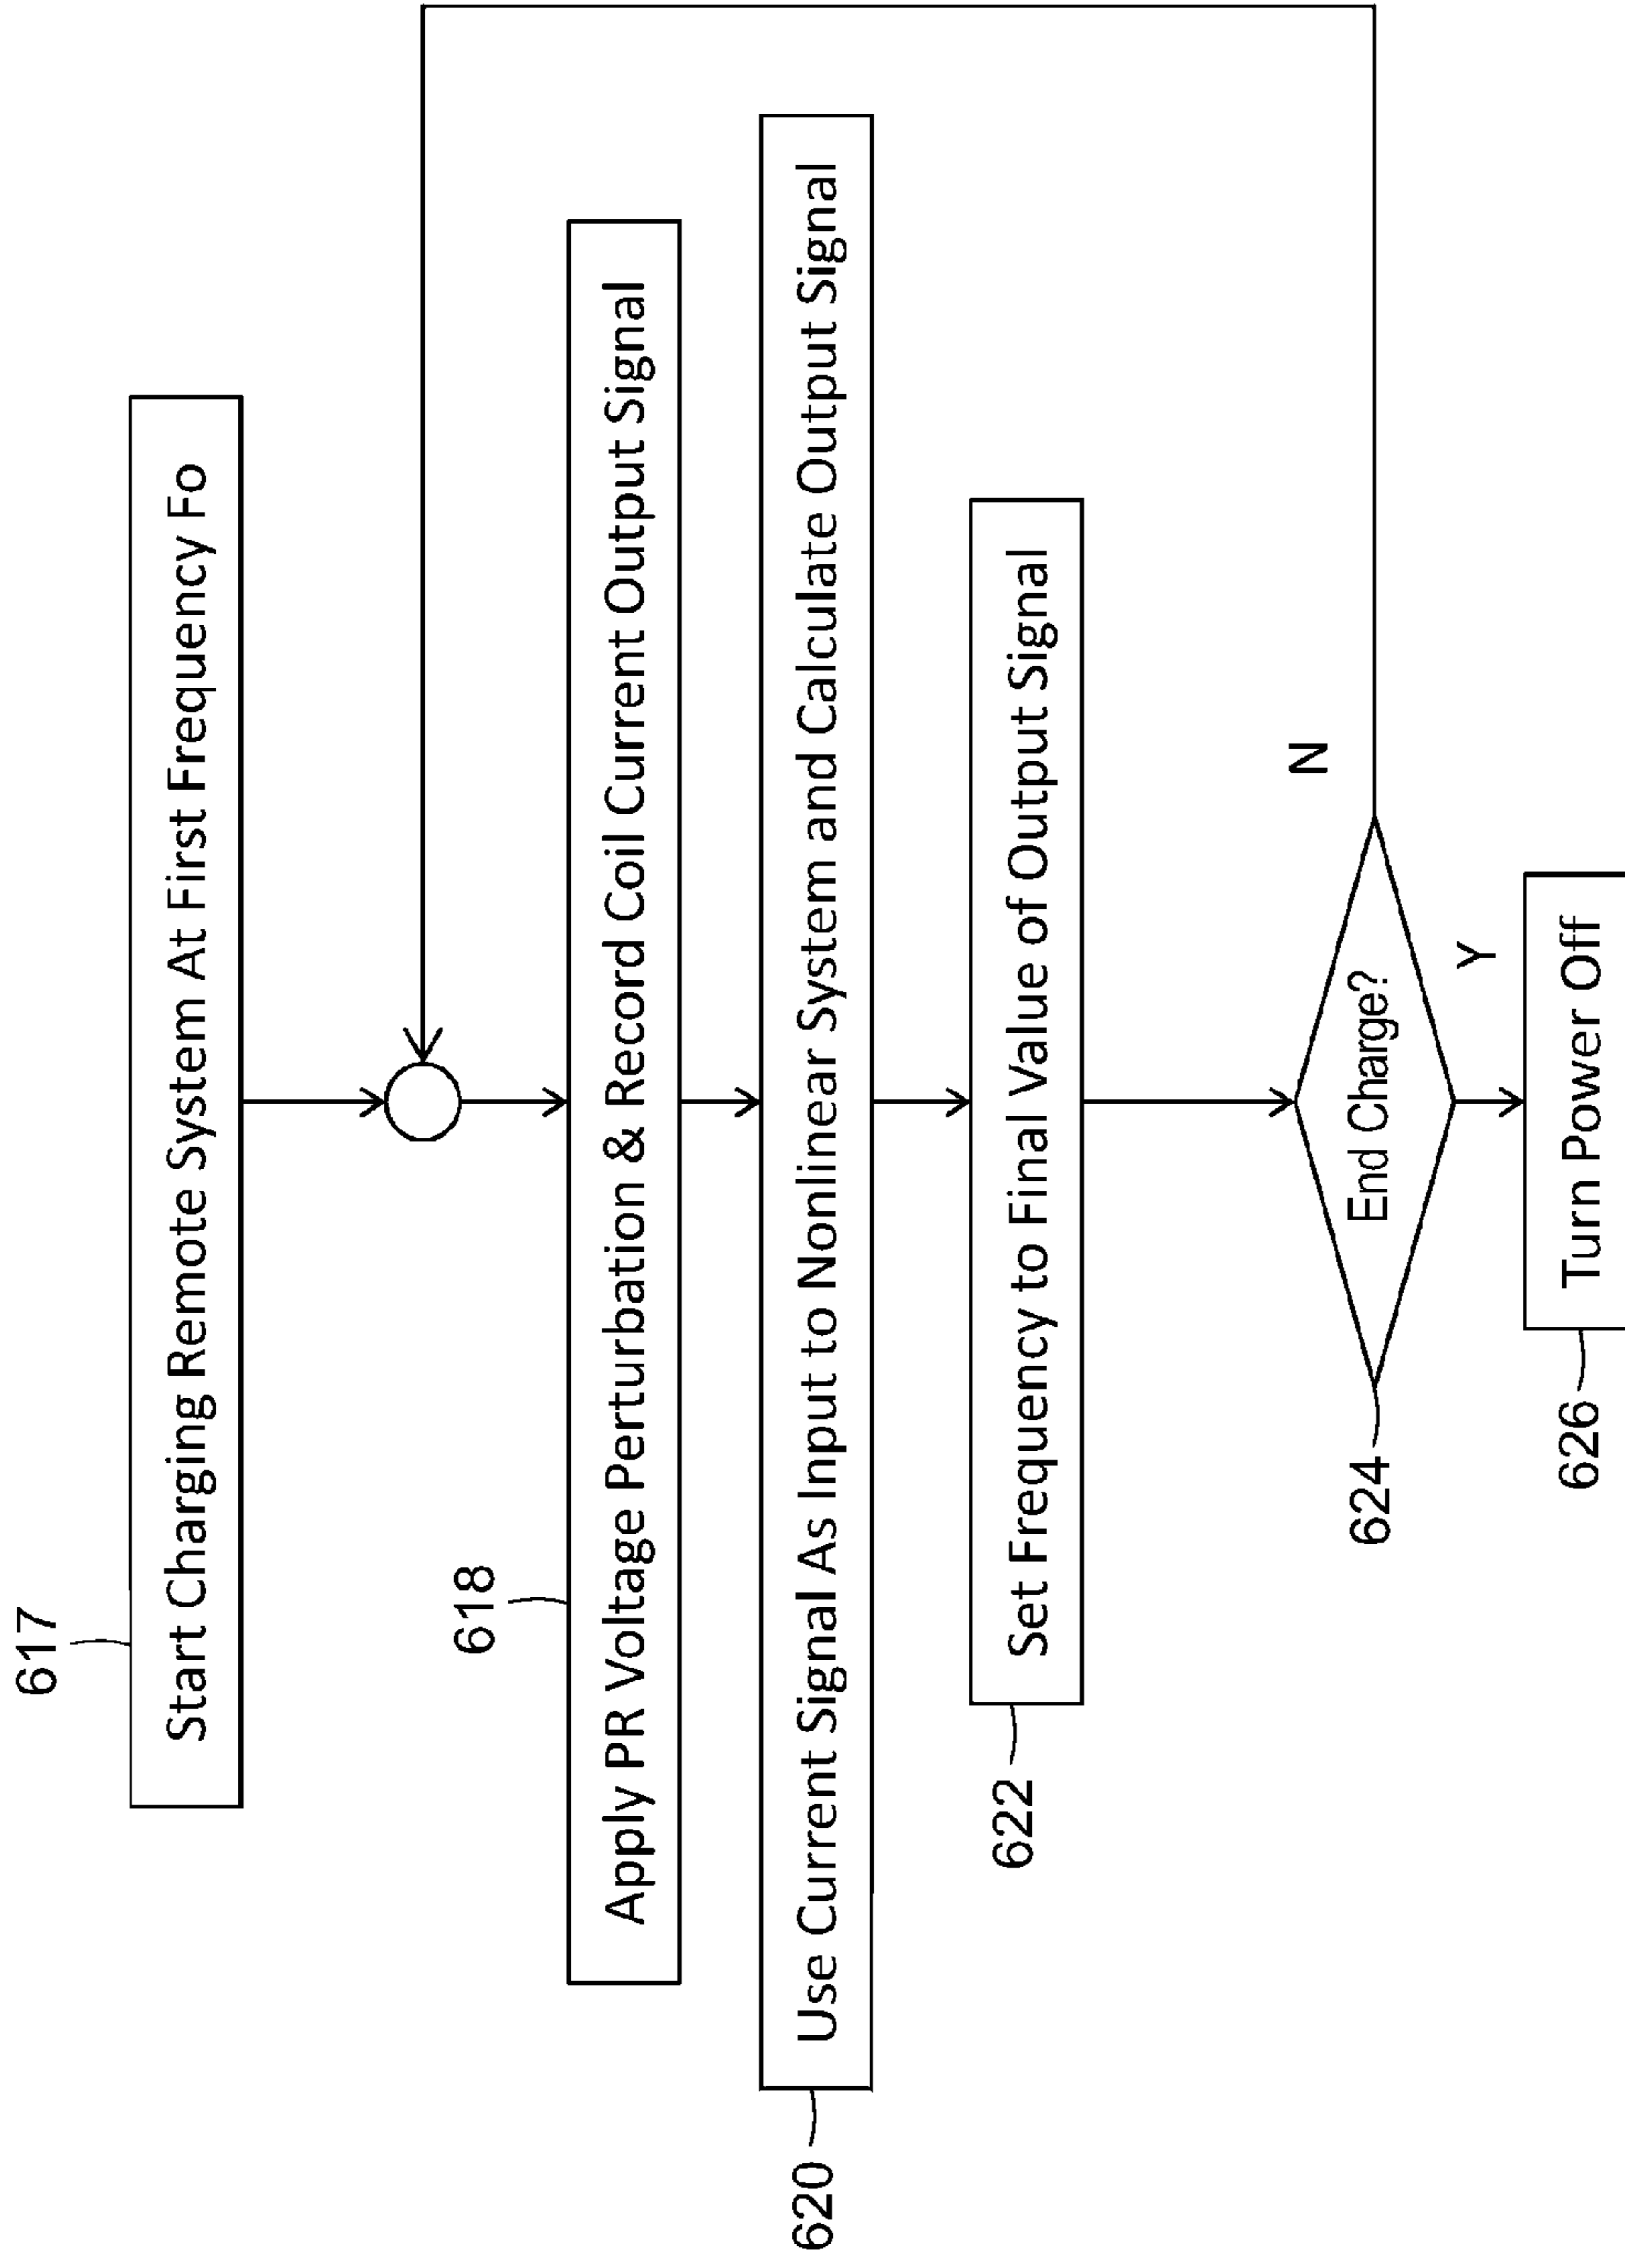 617
Start Charging Remote System At First Frequency Fo
618
Apply PR Voltage Perturbation & Record Coil Current Output Signal
620
Use Current Signal As Input to Nonlinear System and Calculate Output Signal
622
Set Frequency to Final Value of Output Signal
624
End Charge?
N
Y
626
Turn Power Off